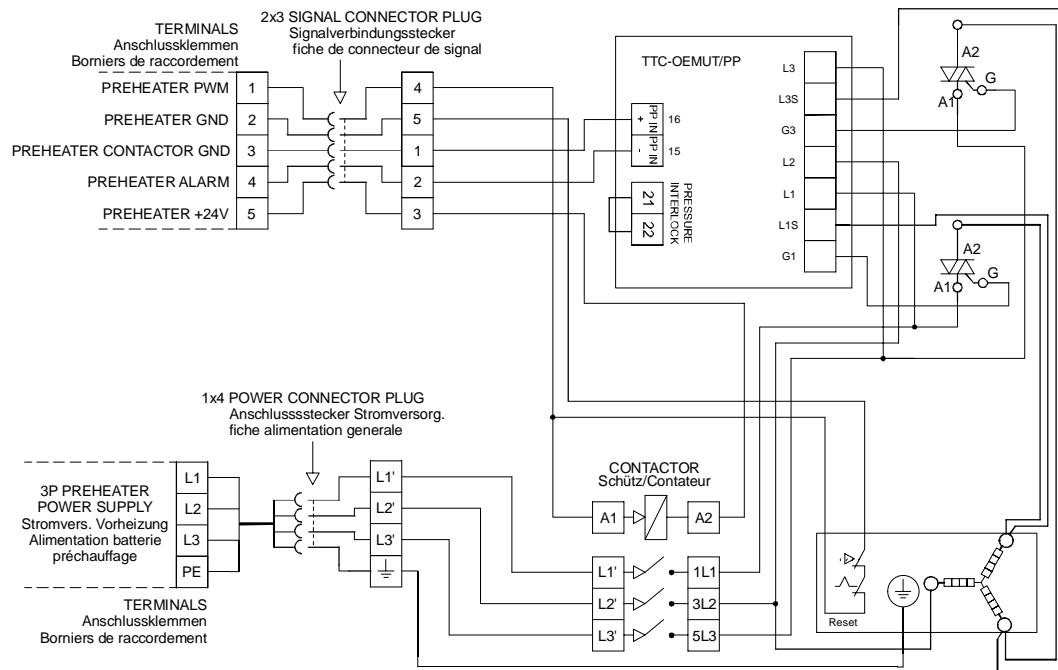 TERMINALS
Anschlussklemmen
Borniers de raccordement
2x3 SIGNAL CONNECTOR PLUG
Signalverbindungsstecker
fiche de connecteur de signal
PREHEATER PWM
PREHEATER GND
PREHEATER CONTACTOR GND
PREHEATER ALARM
PREHEATER +24V
1
2
3
4
5
4
5
1
2
3
TTC-OEMUT/PP
+ PP IN 16
- PP IN 15
21
22
PRESSURE
INTERLOCK
L3
L3S
G3
L2
L1
L1S
G1
A2
G
A1
A2
G
A1
1x4 POWER CONNECTOR PLUG
Anschlusssstecker Stromversorg.
fiche alimentation generale
3P PREHEATER
POWER SUPPLY
Stromvers. Vorheizung
Alimentation batterie
préchauffage
L1
L2
L3
PE
TERMINALS
Anschlussklemmen
Borniers de raccordement
L1'
L2'
L3'
CONTACTOR
Schütz/Contateur
A1
A2
L1'
1L1
L2'
3L2
L3'
5L3
Reset